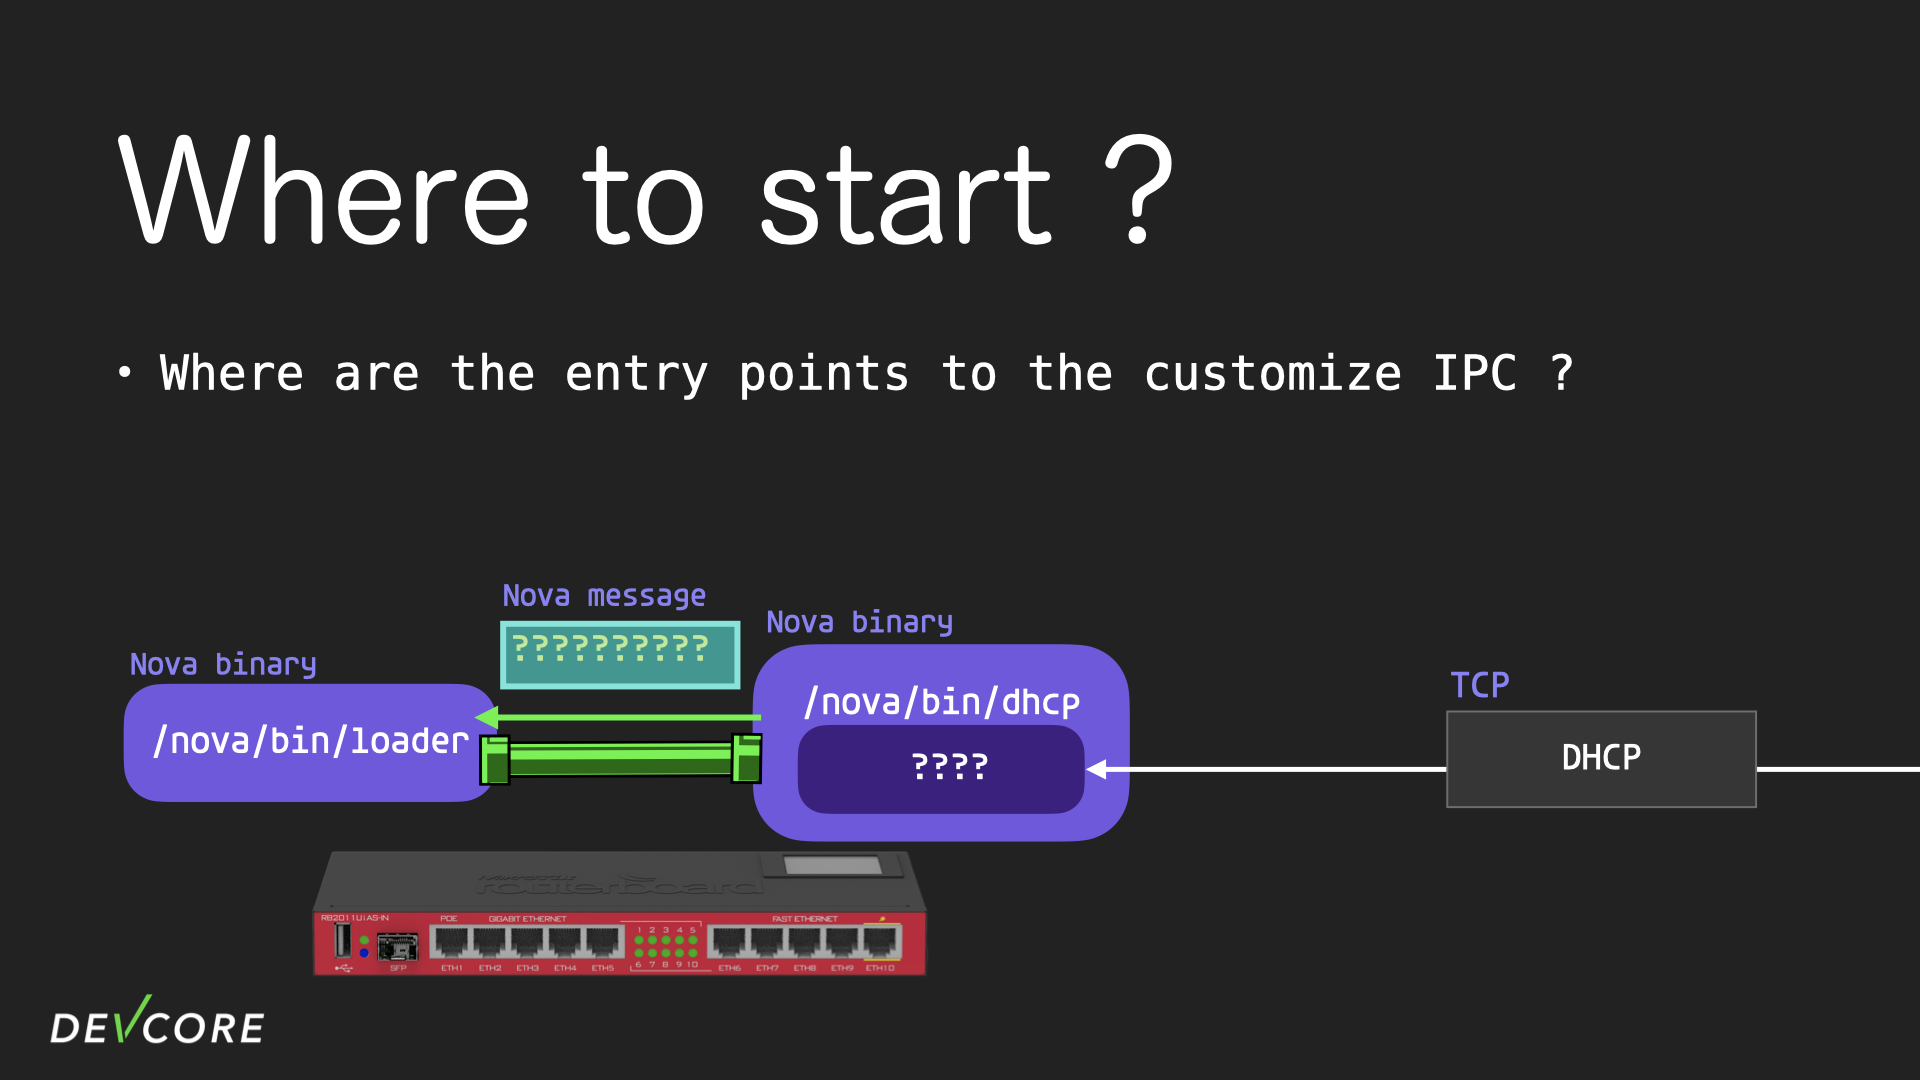 Where to start ?
• Where are the entry points to the customize IPC ?
Nova message
??????????
Nova binary
Nova binary
/nova/bin/loader
/nova/bin/dhcp
????
TCP
DHCP
routerboard
RB2011UiAS-IN
POE
GIGABIT ETHERNET
FAST ETHERNET
1 2 3 4 5
6 7 8 9 10
SFP
ETH1 ETH2 ETH3 ETH4 ETH5
ETH6 ETH7 ETH8 ETH9 ETH10
DEVCORE